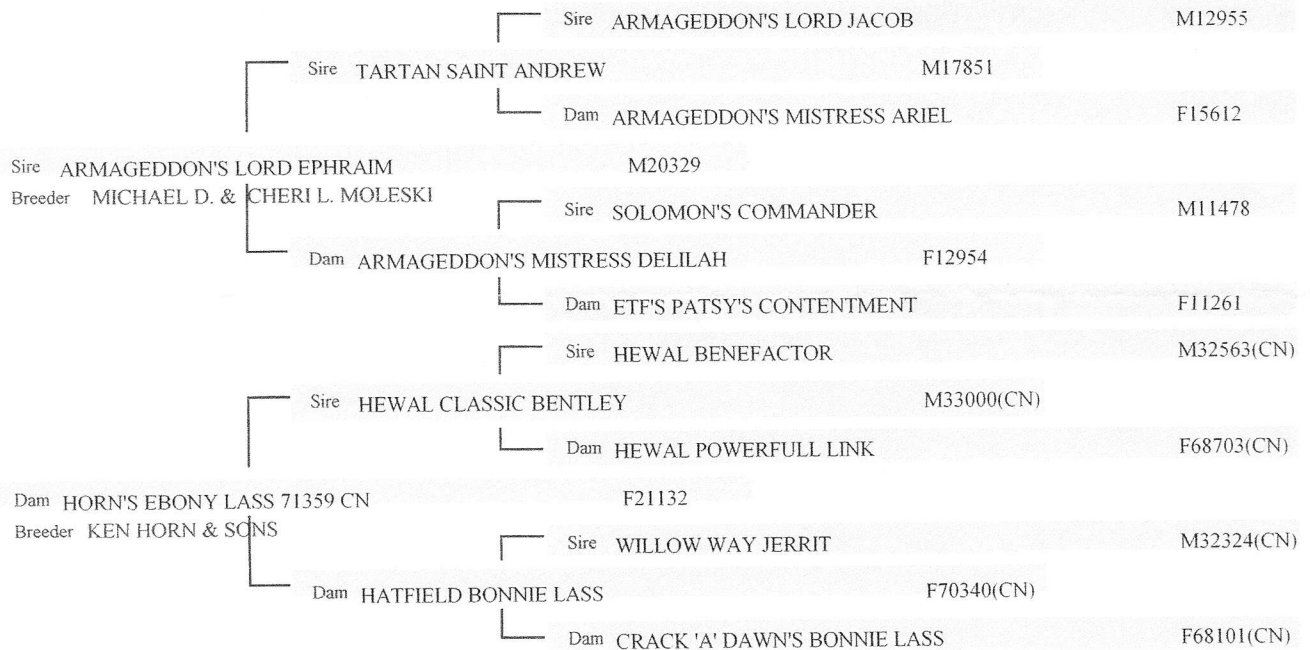 Sire ARMAGEDDON'S LORD JACOB M12955
Sire TARTAN SAINT ANDREW M17851
Dam ARMAGEDDON'S MISTRESS ARIEL F15612
Sire ARMAGEDDON'S LORD EPHRAIM M20329
Breeder MICHAEL D. & CHERI L. MOLESKI
Sire SOLOMON'S COMMANDER M11478
Dam ARMAGEDDON'S MISTRESS DELILAH F12954
Dam ETF'S PATSY'S CONTENTMENT F11261
Sire HEWAL BENEFACTOR M32563(CN)
Sire HEWAL CLASSIC BENTLEY M33000(CN)
Dam HEWAL POWERFULL LINK F68703(CN)
Dam HORN'S EBONY LASS 71359 CN F21132
Breeder KEN HORN & SONS
Sire WILLOW WAY JERRIT M32324(CN)
Dam HATFIELD BONNIE LASS F70340(CN)
Dam CRACK 'A' DAWN'S BONNIE LASS F68101(CN)